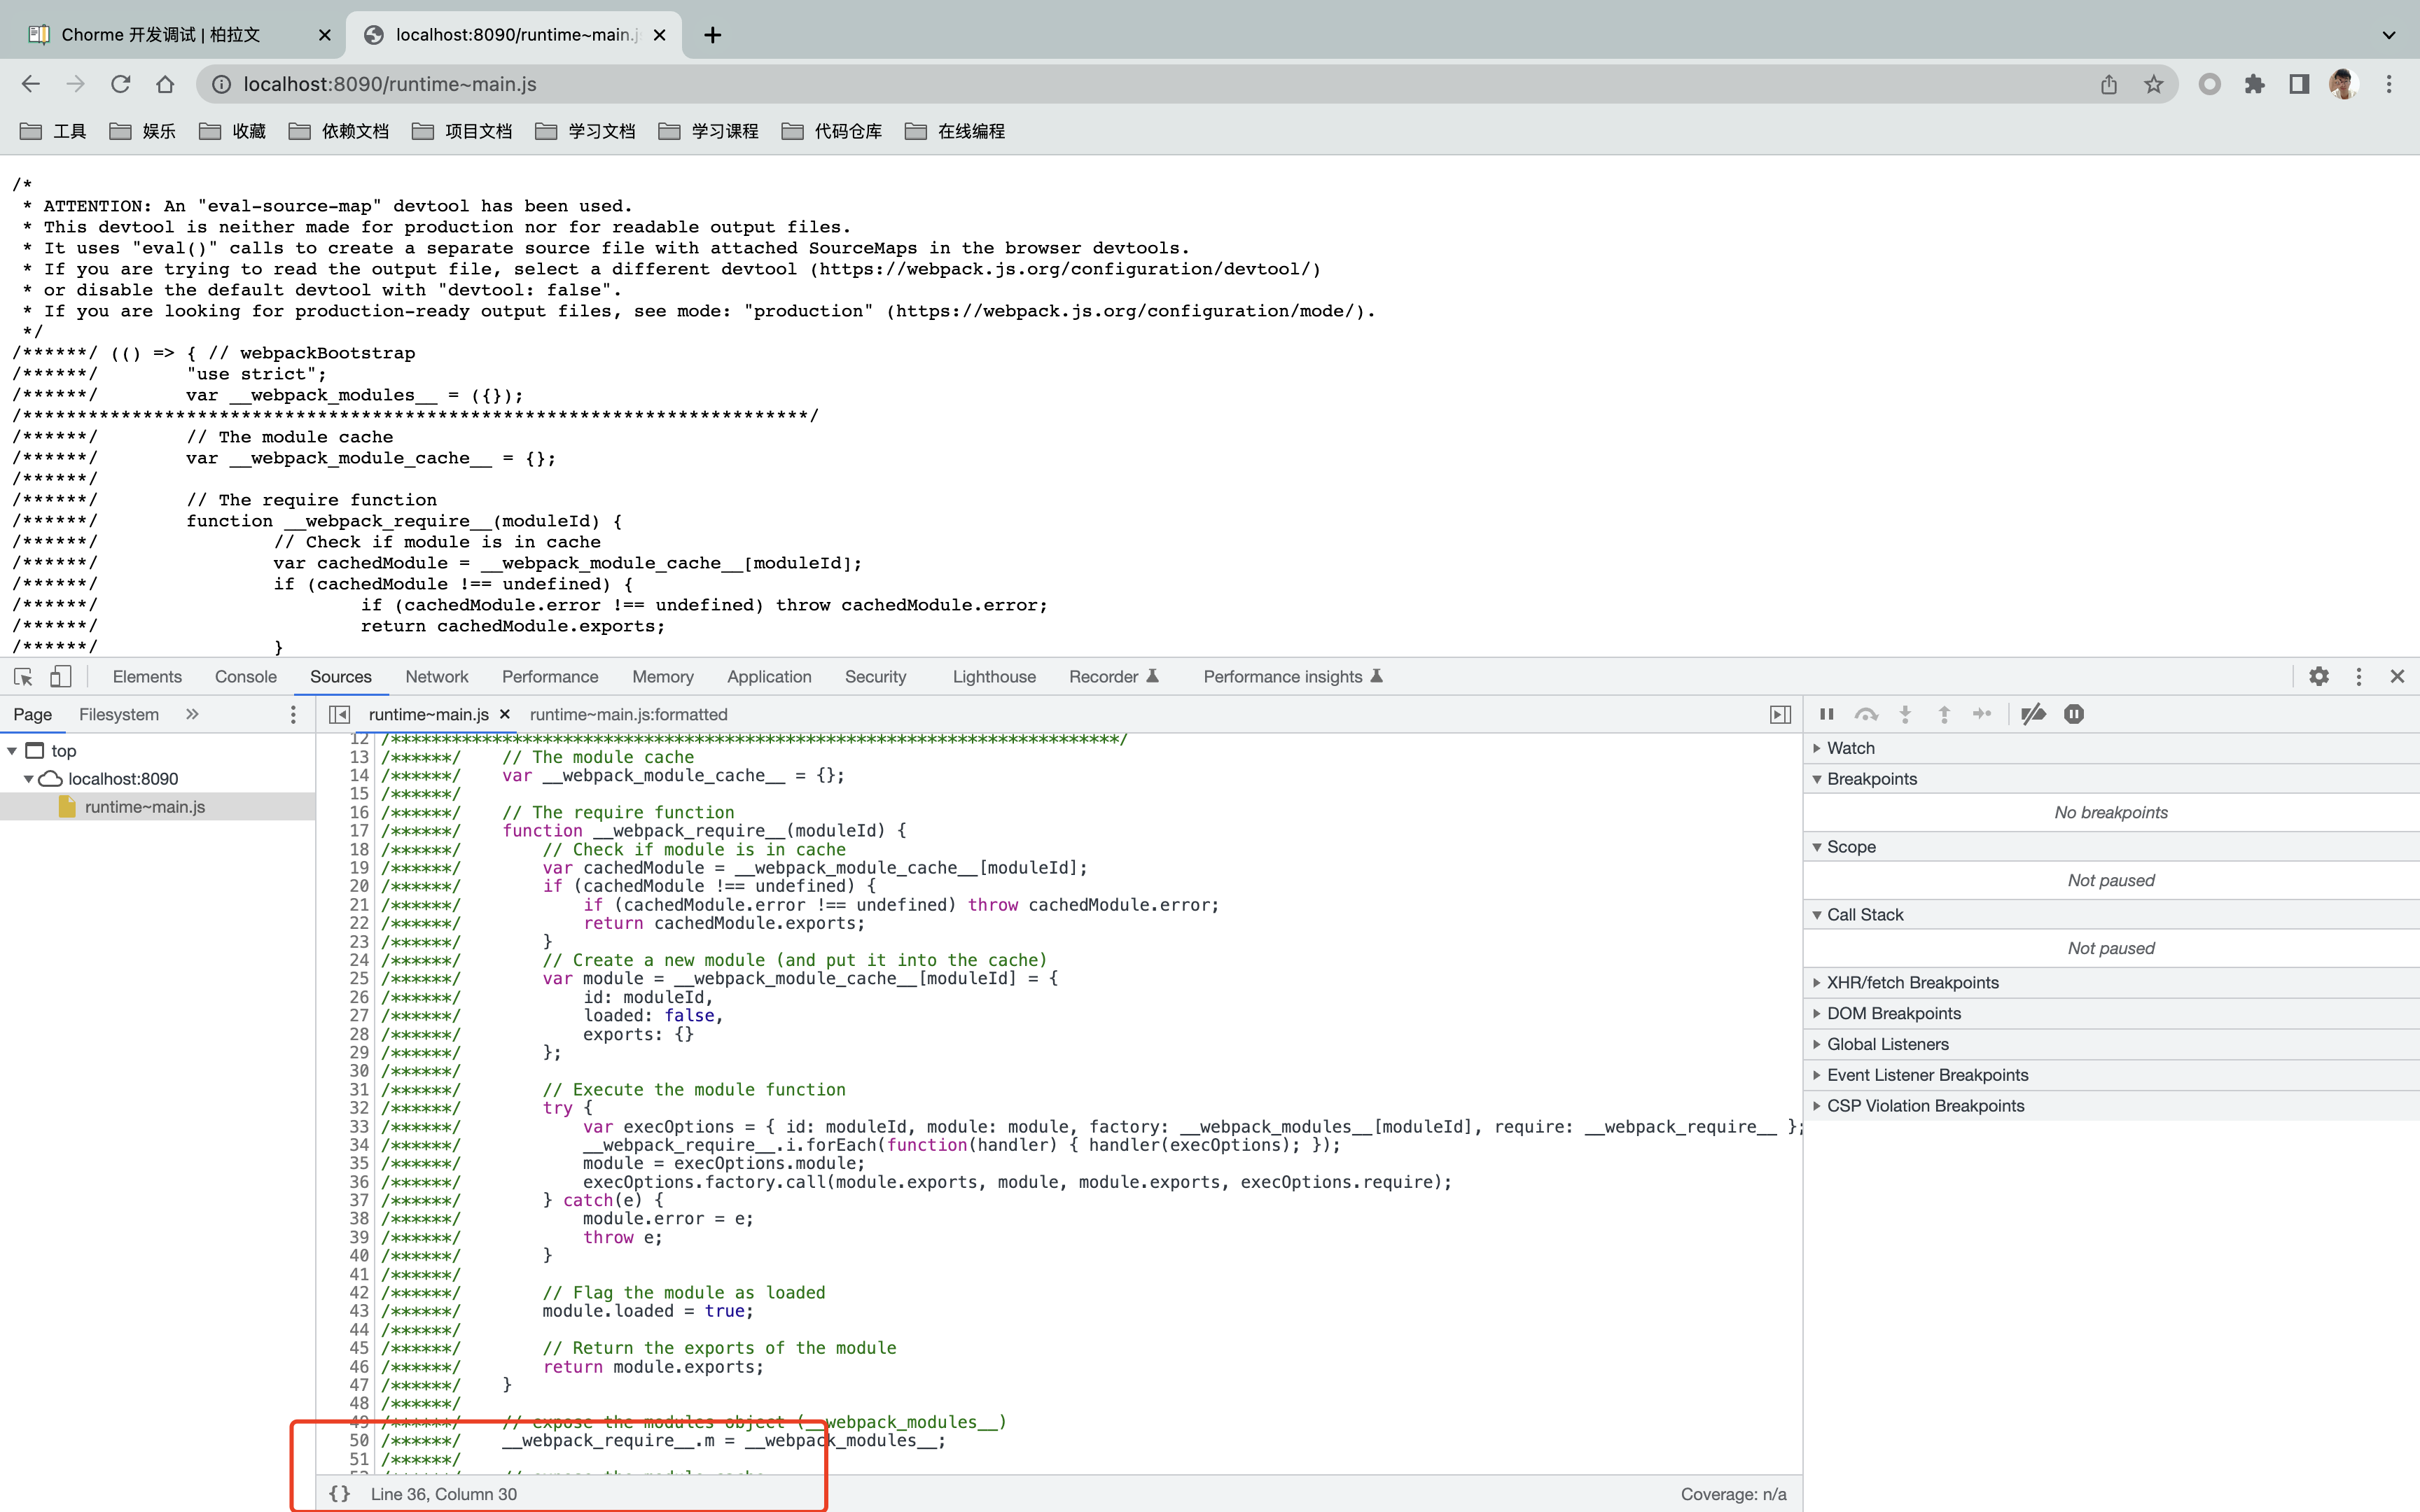 Chorme 开发调试 | 柏拉文
localhost:8090/runtime~main.j
localhost:8090/runtime~main.js
工具 娱乐 收藏 依赖文档 项目文档 学习文档 学习课程 代码仓库 在线编程
/*
* ATTENTION: An "eval-source-map" devtool has been used.
* This devtool is neither made for production nor for readable output files.
* It uses "eval()" calls to create a separate source file with attached SourceMaps in the browser devtools.
* If you are trying to read the output file, select a different devtool (https://webpack.js.org/configuration/devtool/)
* or disable the default devtool with "devtool: false".
* If you are looking for production-ready output files, see mode: "production" (https://webpack.js.org/configuration/mode/).
*/
/******/ (() => { // webpackBootstrap
/******/ "use strict";
/******/ var __webpack_modules__ = ({});
/************************************************************************/
/******/ // The module cache
/******/ var __webpack_module_cache__ = {};
/******/
/******/ // The require function
/******/ function __webpack_require__(moduleId) {
/******/ // Check if module is in cache
/******/ var cachedModule = __webpack_module_cache__[moduleId];
/******/ if (cachedModule !== undefined) {
/******/ if (cachedModule.error !== undefined) throw cachedModule.error;
/******/ return cachedModule.exports;
/******/ }
Elements Console Sources Network Performance Memory Application Security Lighthouse Recorder Performance insights
Page Filesystem
runtime~main.js runtime~main.js:formatted
top
localhost:8090
runtime~main.js
12 /************************************************************************/
13 /******/ // The module cache
14 /******/ var __webpack_module_cache__ = {};
15 /******/
16 /******/ // The require function
17 /******/ function __webpack_require__(moduleId) {
18 /******/ // Check if module is in cache
19 /******/ var cachedModule = __webpack_module_cache__[moduleId];
20 /******/ if (cachedModule !== undefined) {
21 /******/ if (cachedModule.error !== undefined) throw cachedModule.error;
22 /******/ return cachedModule.exports;
23 /******/ }
24 /******/ // Create a new module (and put it into the cache)
25 /******/ var module = __webpack_module_cache__[moduleId] = {
26 /******/ id: moduleId,
27 /******/ loaded: false,
28 /******/ exports: {}
29 /******/ };
30 /******/
31 /******/ // Execute the module function
32 /******/ try {
33 /******/ var execOptions = { id: moduleId, module: module, factory: __webpack_modules__[moduleId], require: __webpack_require__ };
34 /******/ __webpack_require__.i.forEach(function(handler) { handler(execOptions); });
35 /******/ module = execOptions.module;
36 /******/ execOptions.factory.call(module.exports, module, module.exports, execOptions.require);
37 /******/ } catch(e) {
38 /******/ module.error = e;
39 /******/ throw e;
40 /******/ }
41 /******/
42 /******/ // Flag the module as loaded
43 /******/ module.loaded = true;
44 /******/
45 /******/ // Return the exports of the module
46 /******/ return module.exports;
47 /******/ }
48 /******/
49 /******/ // expose the modules object (__webpack_modules__)
50 /******/ __webpack_require__.m = __webpack_modules__;
51 /******/
{} Line 36, Column 30
Coverage: n/a
Watch
Breakpoints
No breakpoints
Scope
Not paused
Call Stack
Not paused
XHR/fetch Breakpoints
DOM Breakpoints
Global Listeners
Event Listener Breakpoints
CSP Violation Breakpoints